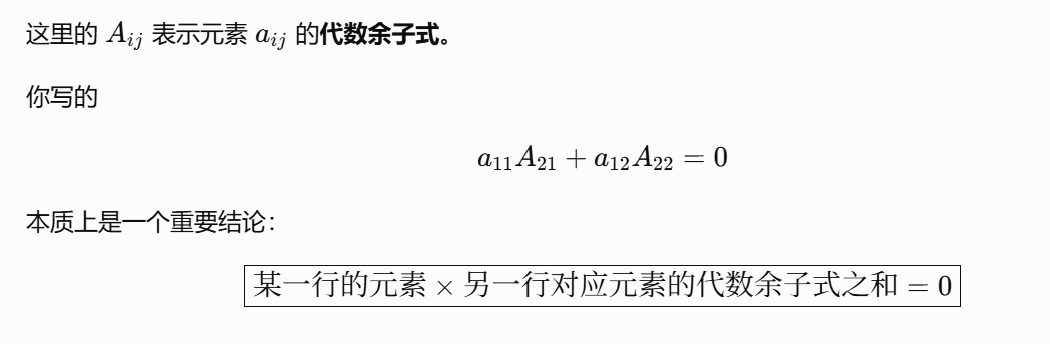 这里的 A_{ij} 表示元素 a_{ij} 的代数余子式。
你写的
a_{11}A_{21} + a_{12}A_{22} = 0
本质上是一个重要结论：
某一行的元素 × 另一行对应元素的代数余子式之和 = 0